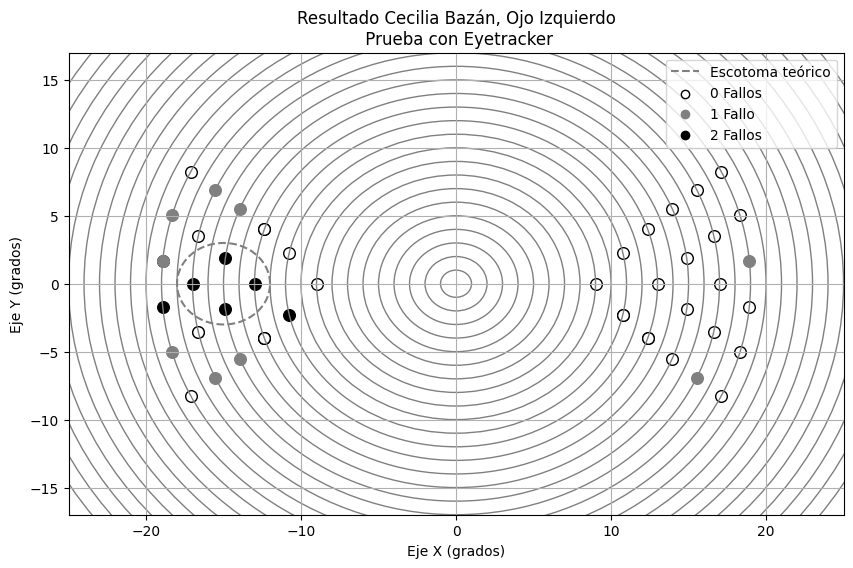 Resultado Cecilia Bazán, Ojo Izquierdo
Prueba con Eyetracker
Escotoma teórico
0 Fallos
1 Fallo
2 Fallos
Eje Y (grados)
15
10
5
0
−5
−10
−15
−20
−10
0
10
20
Eje X (grados)